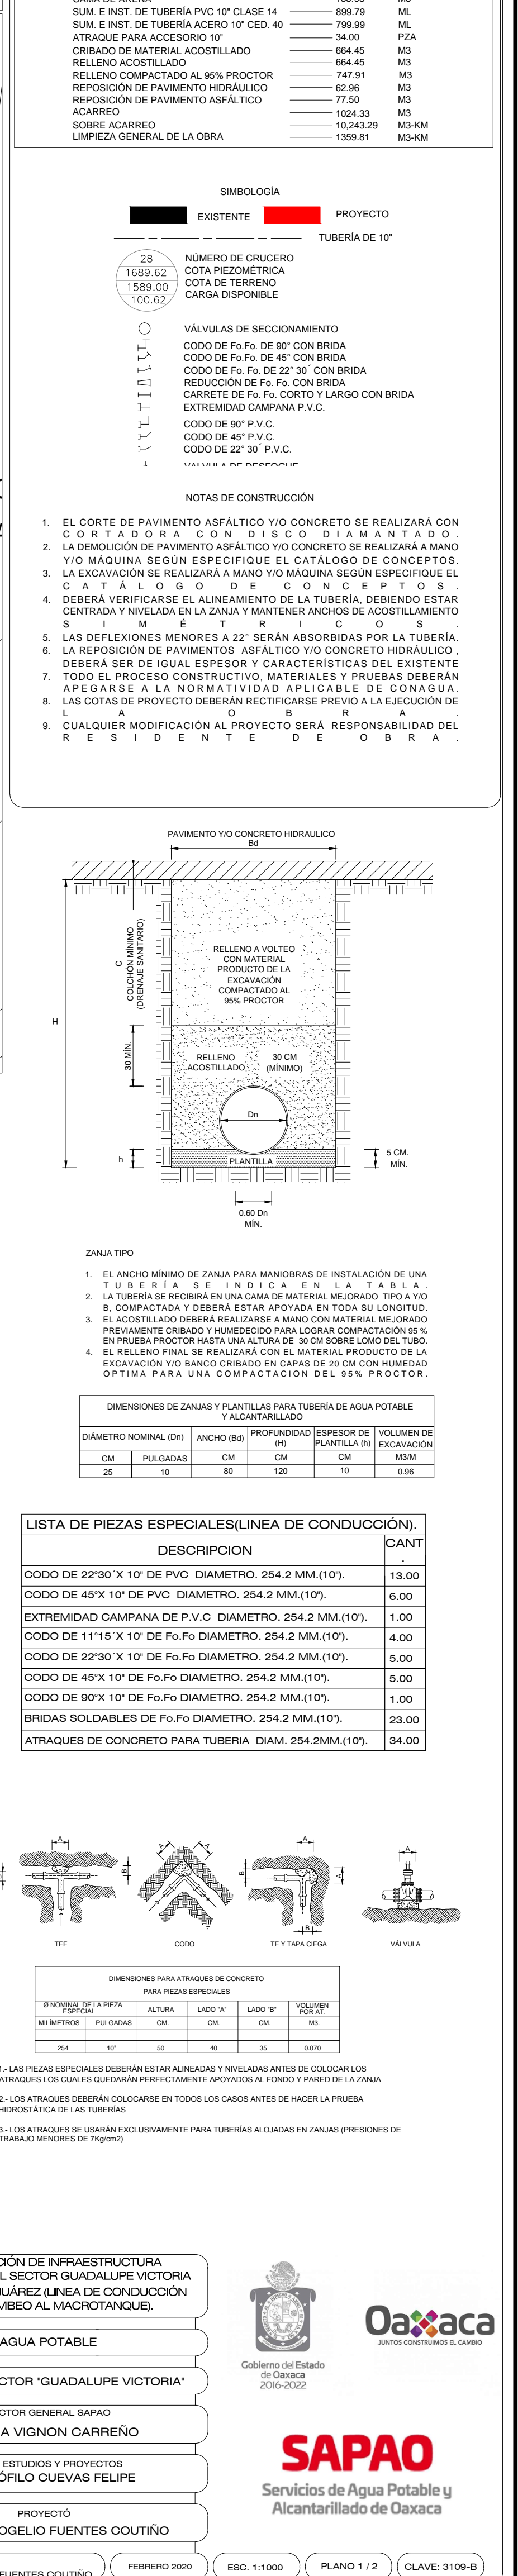 SUM. E INST. DE TUBERÍA PVC 10" CLASE 14 899.79 ML
SUM. E INST. DE TUBERÍA ACERO 10" CED. 40 799.99 ML
ATRAQUE PARA ACCESORIO 10" 34.00 PZA
CRIBADO DE MATERIAL ACOSTILLADO 664.45 M3
RELLENO ACOSTILLADO 664.45 M3
RELLENO COMPACTADO AL 95% PROCTOR 747.91 M3
REPOSICIÓN DE PAVIMENTO HIDRÁULICO 62.96 M3
REPOSICIÓN DE PAVIMENTO ASFÁLTICO 77.50 M3
ACARREO 1024.33 M3
SOBRE ACARREO 10,243.29 M3-KM
LIMPIEZA GENERAL DE LA OBRA 1359.81 M3-KM
SIMBOLOGÍA
EXISTENTE PROYECTO
TUBERÍA DE 10"
28 NÚMERO DE CRUCERO
1689.62 COTA PIEZOMÉTRICA
1589.00 COTA DE TERRENO
100.62 CARGA DISPONIBLE
VÁLVULAS DE SECCIONAMIENTO
CODO DE Fo.Fo. DE 90° CON BRIDA
CODO DE Fo.Fo. DE 45° CON BRIDA
CODO DE Fo. Fo. DE 22° 30´ CON BRIDA
REDUCCIÓN DE Fo. Fo. CON BRIDA
CARRETE DE Fo. Fo. CORTO Y LARGO CON BRIDA
EXTREMIDAD CAMPANA P.V.C.
CODO DE 90° P.V.C.
CODO DE 45° P.V.C.
CODO DE 22° 30´ P.V.C.
NOTAS DE CONSTRUCCIÓN
1. EL CORTE DE PAVIMENTO ASFÁLTICO Y/O CONCRETO SE REALIZARÁ CON
CORTADORA CON DISCO DIAMANTADO.
2. LA DEMOLICIÓN DE PAVIMENTO ASFÁLTICO Y/O CONCRETO SE REALIZARÁ A MANO
Y/O MÁQUINA SEGÚN ESPECIFIQUE EL CATÁLOGO DE CONCEPTOS.
3. LA EXCAVACIÓN SE REALIZARÁ A MANO Y/O MÁQUINA SEGÚN ESPECIFIQUE EL
CATÁLOGO DE CONCEPTOS.
4. DEBERÁ VERIFICARSE EL ALINEAMIENTO DE LA TUBERÍA, DEBIENDO ESTAR
CENTRADA Y NIVELADA EN LA ZANJA Y MANTENER ANCHOS DE ACOSTILLAMIENTO
SIMÉTRICOS.
5. LAS DEFLEXIONES MENORES A 22° SERÁN ABSORBIDAS POR LA TUBERÍA.
6. LA REPOSICIÓN DE PAVIMENTOS ASFÁLTICO Y/O CONCRETO HIDRÁULICO ,
DEBERÁ SER DE IGUAL ESPESOR Y CARACTERÍSTICAS DEL EXISTENTE
7. TODO EL PROCESO CONSTRUCTIVO, MATERIALES Y PRUEBAS DEBERÁN
APEGARSE A LA NORMATIVIDAD APLICABLE DE CONAGUA.
8. LAS COTAS DE PROYECTO DEBERÁN RECTIFICARSE PREVIO A LA EJECUCIÓN DE
LA OBRA.
9. CUALQUIER MODIFICACIÓN AL PROYECTO SERÁ RESPONSABILIDAD DEL
RESIDENTE DE OBRA.
PAVIMENTO Y/O CONCRETO HIDRAULICO
Bd
C
COLCHÓN MÍNIMO
(DRENAJE SANITARIO)
RELLENO A VOLTEO
CON MATERIAL
PRODUCTO DE LA
EXCAVACIÓN
COMPACTADO AL
95% PROCTOR
H
30 MÍN.
RELLENO
ACOSTILLADO
30 CM
(MÍNIMO)
Dn
h
PLANTILLA
5 CM.
MÍN.
0.60 Dn
MÍN.
ZANJA TIPO
1. EL ANCHO MÍNIMO DE ZANJA PARA MANIOBRAS DE INSTALACIÓN DE UNA
TUBERÍA SE INDICA EN LA TABLA.
2. LA TUBERÍA SE RECIBIRÁ EN UNA CAMA DE MATERIAL MEJORADO TIPO A Y/O
B, COMPACTADA Y DEBERÁ ESTAR APOYADA EN TODA SU LONGITUD.
3. EL ACOSTILLADO DEBERÁ REALIZARSE A MANO CON MATERIAL MEJORADO
PREVIAMENTE CRIBADO Y HUMEDECIDO PARA LOGRAR COMPACTACIÓN 95 %
EN PRUEBA PROCTOR HASTA UNA ALTURA DE 30 CM SOBRE LOMO DEL TUBO.
4. EL RELLENO FINAL SE REALIZARÁ CON EL MATERIAL PRODUCTO DE LA
EXCAVACIÓN Y/O BANCO CRIBADO EN CAPAS DE 20 CM CON HUMEDAD
OPTIMA PARA UNA COMPACTACION DEL 95% PROCTOR.
DIMENSIONES DE ZANJAS Y PLANTILLAS PARA TUBERÍA DE AGUA POTABLE
Y ALCANTARILLADO
DIÁMETRO NOMINAL (Dn) ANCHO (Bd) PROFUNDIDAD (H) ESPESOR DE PLANTILLA (h) VOLUMEN DE EXCAVACIÓN
CM PULGADAS CM CM CM M3/M
25 10 80 120 10 0.96
LISTA DE PIEZAS ESPECIALES(LINEA DE CONDUCCIÓN).
DESCRIPCION CANT.
CODO DE 22°30´X 10" DE PVC DIAMETRO. 254.2 MM.(10"). 13.00
CODO DE 45°X 10" DE PVC DIAMETRO. 254.2 MM.(10"). 6.00
EXTREMIDAD CAMPANA DE P.V.C DIAMETRO. 254.2 MM.(10"). 1.00
CODO DE 11°15´X 10" DE Fo.Fo DIAMETRO. 254.2 MM.(10"). 4.00
CODO DE 22°30´X 10" DE Fo.Fo DIAMETRO. 254.2 MM.(10"). 5.00
CODO DE 45°X 10" DE Fo.Fo DIAMETRO. 254.2 MM.(10"). 5.00
CODO DE 90°X 10" DE Fo.Fo DIAMETRO. 254.2 MM.(10"). 1.00
BRIDAS SOLDABLES DE Fo.Fo DIAMETRO. 254.2 MM.(10"). 23.00
ATRAQUES DE CONCRETO PARA TUBERIA DIAM. 254.2MM.(10"). 34.00
A A A A A
B B B A
B
TEE CODO TE Y TAPA CIEGA VÁLVULA
DIMENSIONES PARA ATRAQUES DE CONCRETO
PARA PIEZAS ESPECIALES
Ø NOMINAL DE LA PIEZA ESPECIAL ALTURA LADO "A" LADO "B" VOLUMEN POR AT.
MILÍMETROS PULGADAS CM. CM. CM. M3.
254 10" 50 40 35 0.070
1.- LAS PIEZAS ESPECIALES DEBERÁN ESTAR ALINEADAS Y NIVELADAS ANTES DE COLOCAR LOS
ATRAQUES LOS CUALES QUEDARÁN PERFECTAMENTE APOYADOS AL FONDO Y PARED DE LA ZANJA
2.- LOS ATRAQUES DEBERÁN COLOCARSE EN TODOS LOS CASOS ANTES DE HACER LA PRUEBA
HIDROSTÁTICA DE LAS TUBERÍAS
3.- LOS ATRAQUES SE USARÁN EXCLUSIVAMENTE PARA TUBERÍAS ALOJADAS EN ZANJAS (PRESIONES DE
TRABAJO MENORES DE 7Kg/cm2)
CIÓN DE INFRAESTRUCTURA
L SECTOR GUADALUPE VICTORIA
JUÁREZ (LINEA DE CONDUCCIÓN
MBEO AL MACROTANQUE).
AGUA POTABLE
CTOR "GUADALUPE VICTORIA"
CTOR GENERAL SAPAO
A VIGNON CARREÑO
ESTUDIOS Y PROYECTOS
ÓFILO CUEVAS FELIPE
PROYECTÓ
OGELIO FUENTES COUTIÑO
Gobierno del Estado
de Oaxaca
2016-2022
Oaxaca
JUNTOS CONSTRUIMOS EL CAMBIO
SAPAO
Servicios de Agua Potable y
Alcantarillado de Oaxaca
FUENTES COUTIÑO FEBRERO 2020 ESC. 1:1000 PLANO 1 / 2 CLAVE: 3109-B